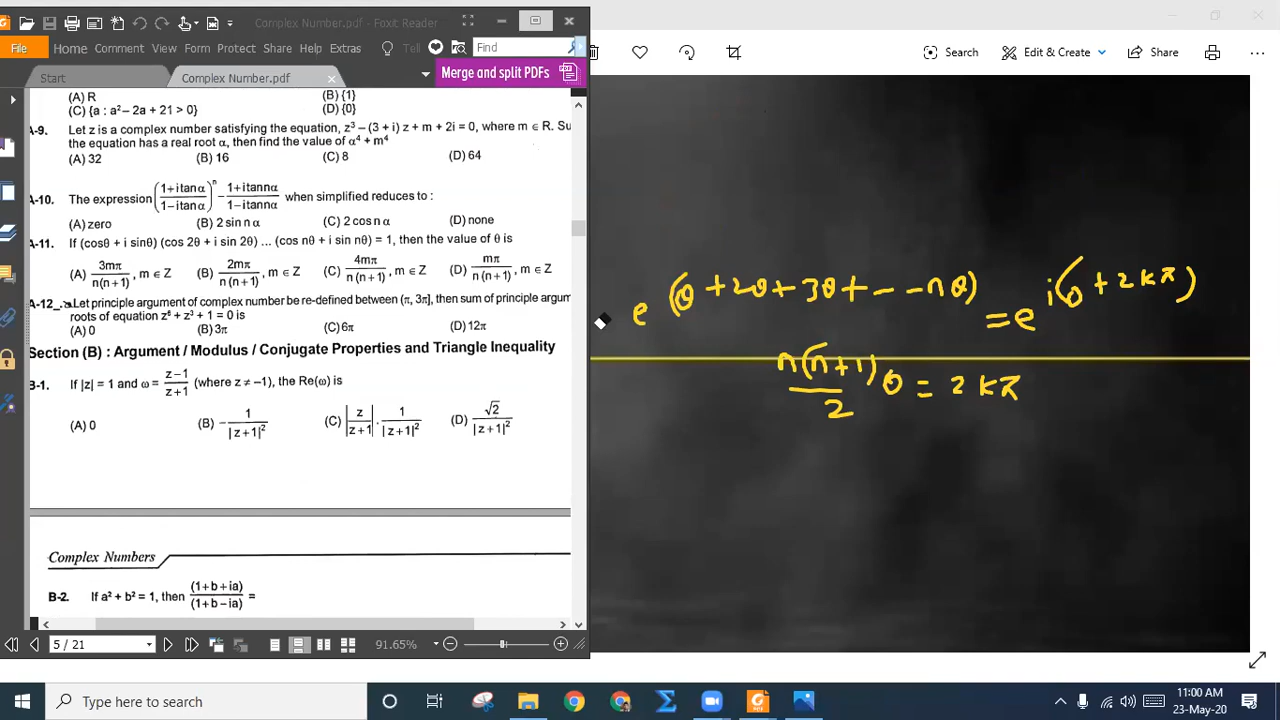 Complex Number.pdf - Foxit Reader
File Home Comment View Form Protect Share Help Extras Tell Find
Search Edit & Create Share
Start Complex Number.pdf Merge and split PDFs
(A) R (B) {1}
(C) {a : a² – 2a + 21 > 0} (D) {0}
A-9. Let z is a complex number satisfying the equation, z³ – (3 + i) z + m + 2i = 0, where m ∈ R. Su
the equation has a real root α, then find the value of α⁴ + m⁴
(A) 32 (B) 16 (C) 8 (D) 64
A-10. The expression ((1+i tanα)/(1–i tanα))ⁿ – (1+i tannα)/(1–i tannα) when simplified reduces to :
(A) zero (B) 2 sin n α (C) 2 cos n α (D) none
A-11. If (cosθ + i sinθ) (cos 2θ + i sin 2θ) ... (cos nθ + i sin nθ) = 1, then the value of θ is
(A) 3mπ/n(n+1) , m ∈ Z (B) 2mπ/n(n+1) , m ∈ Z (C) 4mπ/n(n+1) , m ∈ Z (D) mπ/n(n+1) , m ∈ Z
A-12 Let principle argument of complex number be re-defined between (π, 3π], then sum of principle argum
roots of equation z⁶ + z³ + 1 = 0 is
(A) 0 (B) 3π (C) 6π (D) 12π
Section (B) : Argument / Modulus / Conjugate Properties and Triangle Inequality
B-1. If |z| = 1 and ω = (z–1)/(z+1) (where z ≠ –1), the Re(ω) is
(A) 0 (B) – 1/|z+1|² (C) |z/(z+1)| . 1/|z+1|² (D) √2/|z+1|²
Complex Numbers
B-2. If a² + b² = 1, then (1+b+ia)/(1+b–ia) =
e (θ + 2θ + 3θ + - - nθ) = e i(0 + 2kπ)
n(n+1)/2 θ = 2kπ
5 / 21 91.65%
Type here to search
11:00 AM
23-May-20